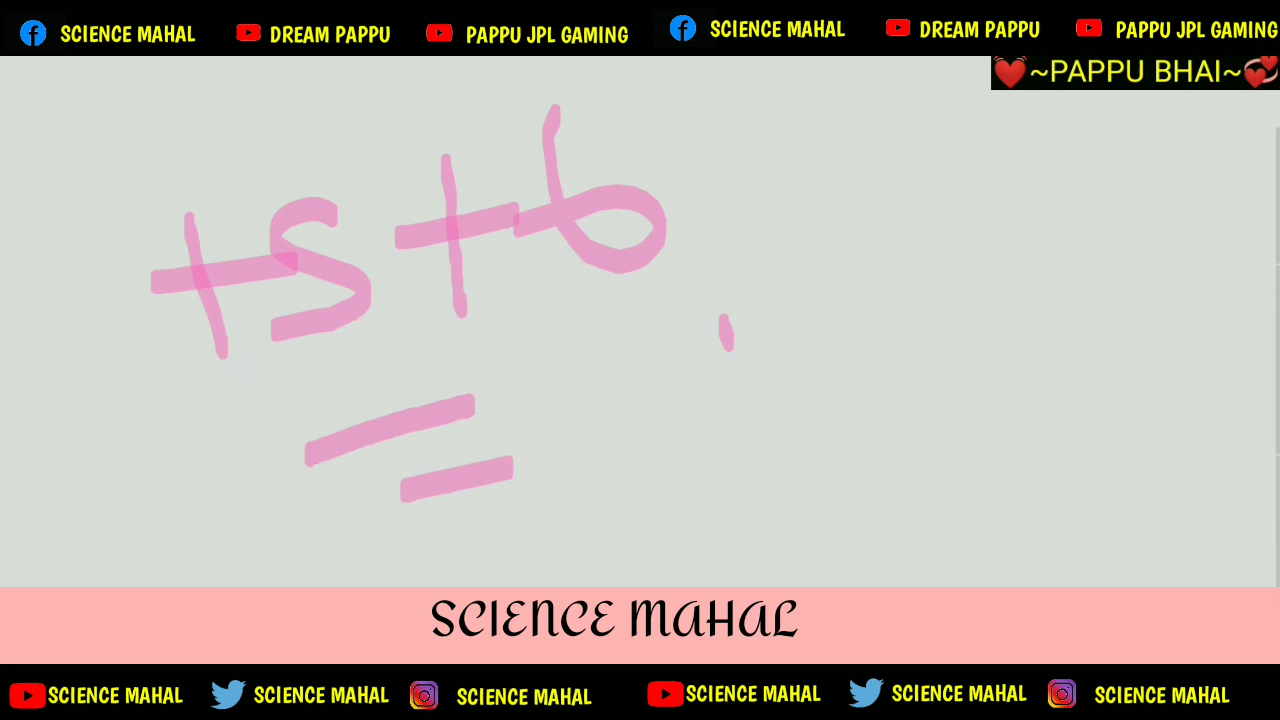 SCIENCE MAHAL DREAM PAPPU PAPPU JPL GAMING SCIENCE MAHAL DREAM PAPPU PAPPU JPL GAMING
~PAPPU BHAI~
+5+6
=
SCIENCE MAHAL
SCIENCE MAHAL SCIENCE MAHAL SCIENCE MAHAL SCIENCE MAHAL SCIENCE MAHAL SCIENCE MAHAL